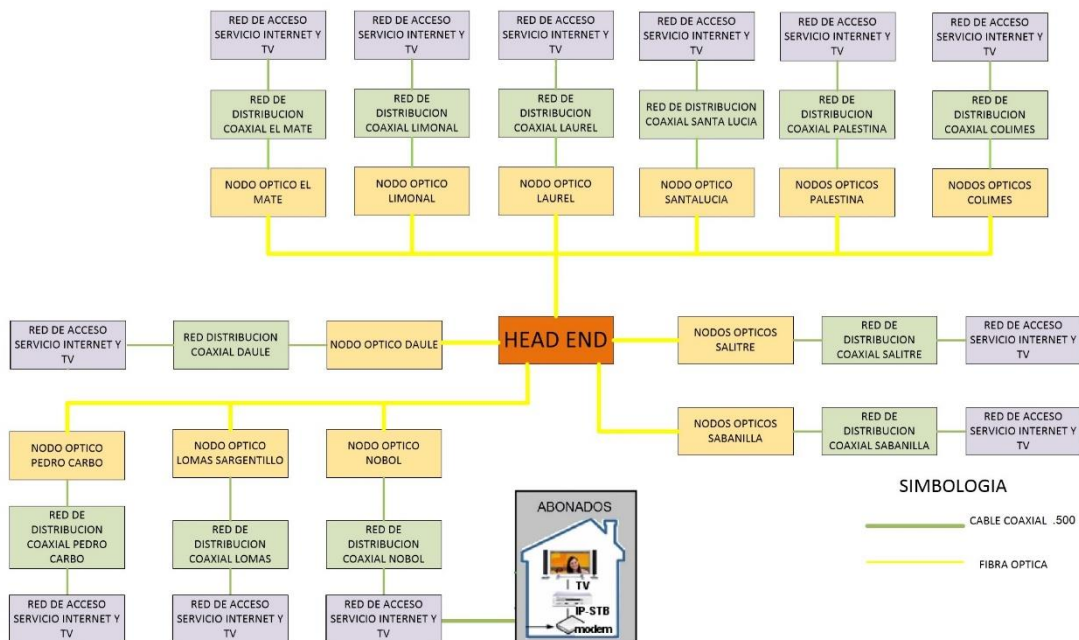 RED DE ACCESO
SERVICIO INTERNET Y
TV
RED DE ACCESO
SERVICIO INTERNET Y
TV
RED DE ACCESO
SERVICIO INTERNET Y
TV
RED DE ACCESO
SERVICIO INTERNET Y
TV
RED DE ACCESO
SERVICIO INTERNET Y
TV
RED DE ACCESO
SERVICIO INTERNET Y
TV
RED DE
DISTRIBUCION
COAXIAL EL MATE
RED DE
DISTRIBUCION
COAXIAL LIMONAL
RED DE
DISTRIBUCION
COAXIAL LAUREL
RED DE DISTRIBUCION
COAXIAL SANTA LUCIA
RED DE
DISTRIBUCION
COAXIAL PALESTINA
RED DE
DISTRIBUCION
COAXIAL COLIMES
NODO OPTICO EL
MATE
NODO OPTICO
LIMONAL
NODO OPTICO
LAUREL
NODO OPTICO
SANTALUCIA
NODOS OPTICOS
PALESTINA
NODOS OPTICOS
COLIMES
RED DE ACCESO
SERVICIO INTERNET Y
TV
RED DISTRIBUCION
COAXIAL DAULE
NODO OPTICO DAULE
HEAD END
NODOS OPTICOS
SALITRE
RED DE
DISTRIBUCION
COAXIAL SALITRE
RED DE ACCESO
SERVICIO INTERNET Y
TV
NODOS OPTICOS
SABANILLA
RED DE
DISTRIBUCION
COAXIAL SABANILLA
RED DE ACCESO
SERVICIO INTERNET Y
TV
NODO OPTICO
PEDRO CARBO
NODO OPTICO
LOMAS SARGENTILLO
NODO OPTICO
NOBOL
RED DE
DISTRIBUCION
COAXIAL PEDRO
CARBO
RED DE
DISTRIBUCION
COAXIAL LOMAS
RED DE
DISTRIBUCION
COAXIAL NOBOL
RED DE ACCESO
SERVICIO INTERNET Y
TV
RED DE ACCESO
SERVICIO INTERNET Y
TV
RED DE ACCESO
SERVICIO INTERNET Y
TV
ABONADOS
TV
IP-STB
modem
SIMBOLOGIA
CABLE COAXIAL .500
FIBRA OPTICA